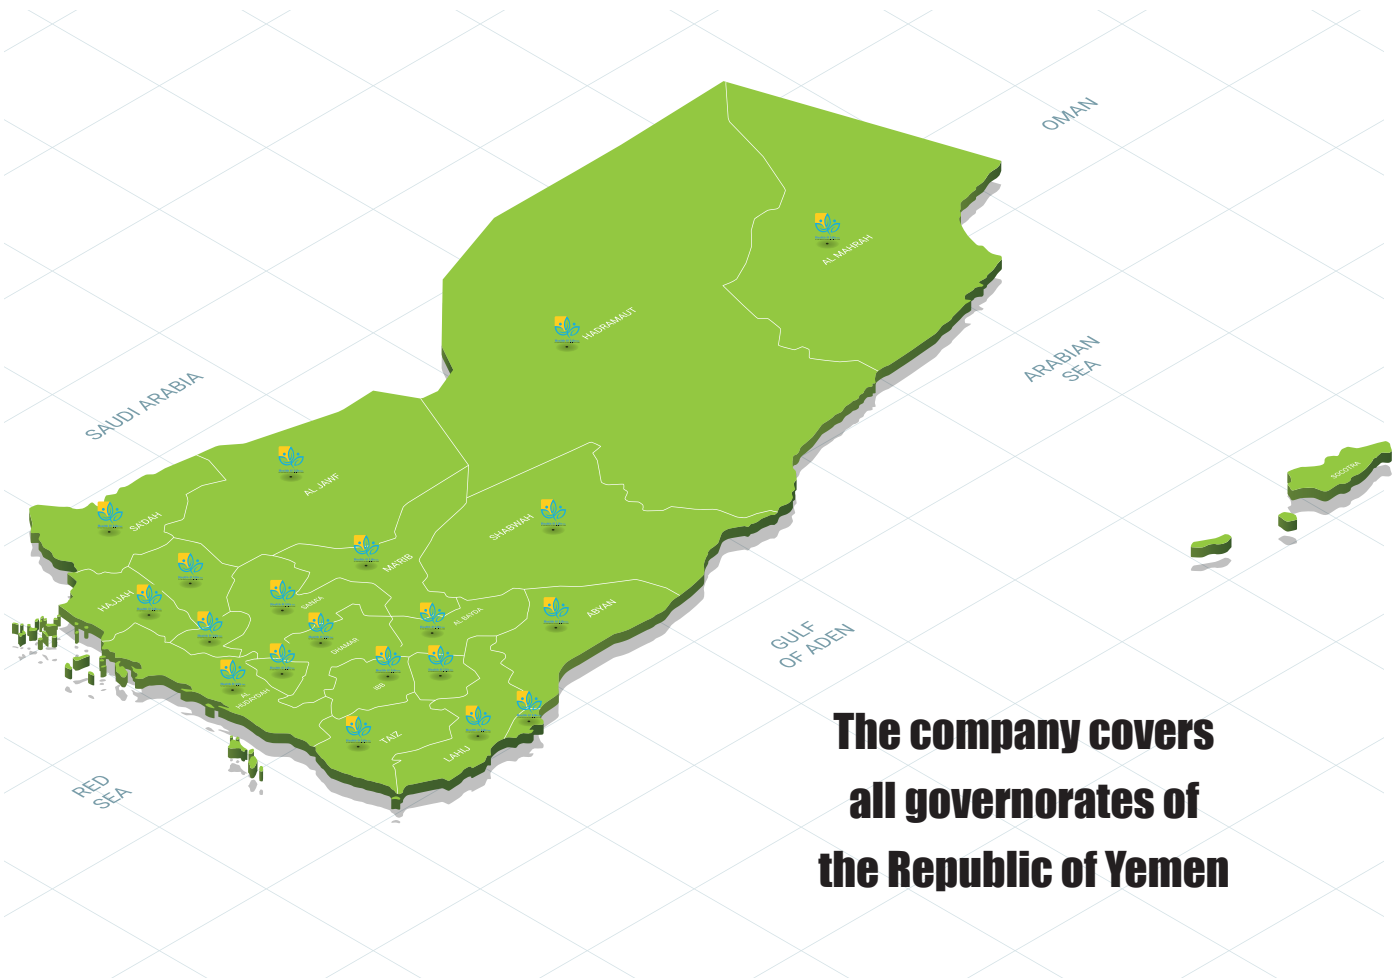 OMAN
AL MAHRAH
HADRAMAUT
ARABIAN
SEA
SAUDI ARABIA
AL JAWF
SOCOTRA
SA'DAH
SHABWAH
MARIB
HAJJAH
SANAA
AL BAYDA
ABYAN
DHAMAR
GULF
OF ADEN
IBB
AL
HUDAYDAH
TAIZ
LAHIJ
RED
SEA
The company covers
all governorates of
the Republic of Yemen